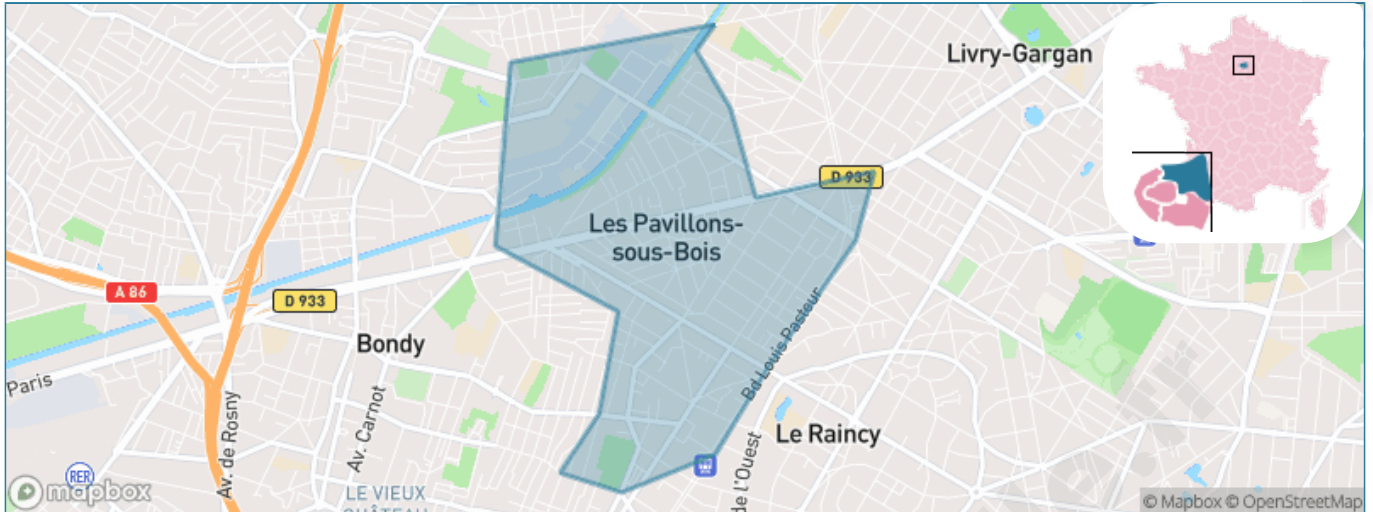 Livry-Gargan
D 933
Les Pavillons-
sous-Bois
A 86
D 933
Bd Louis Pasteur
Bondy
Paris
Av. de Rosny
Av. Carnot
Le Raincy
de l'Ouest
RER
mapbox
LE VIEUX
CHÂTEAU
© Mapbox © OpenStreetMap